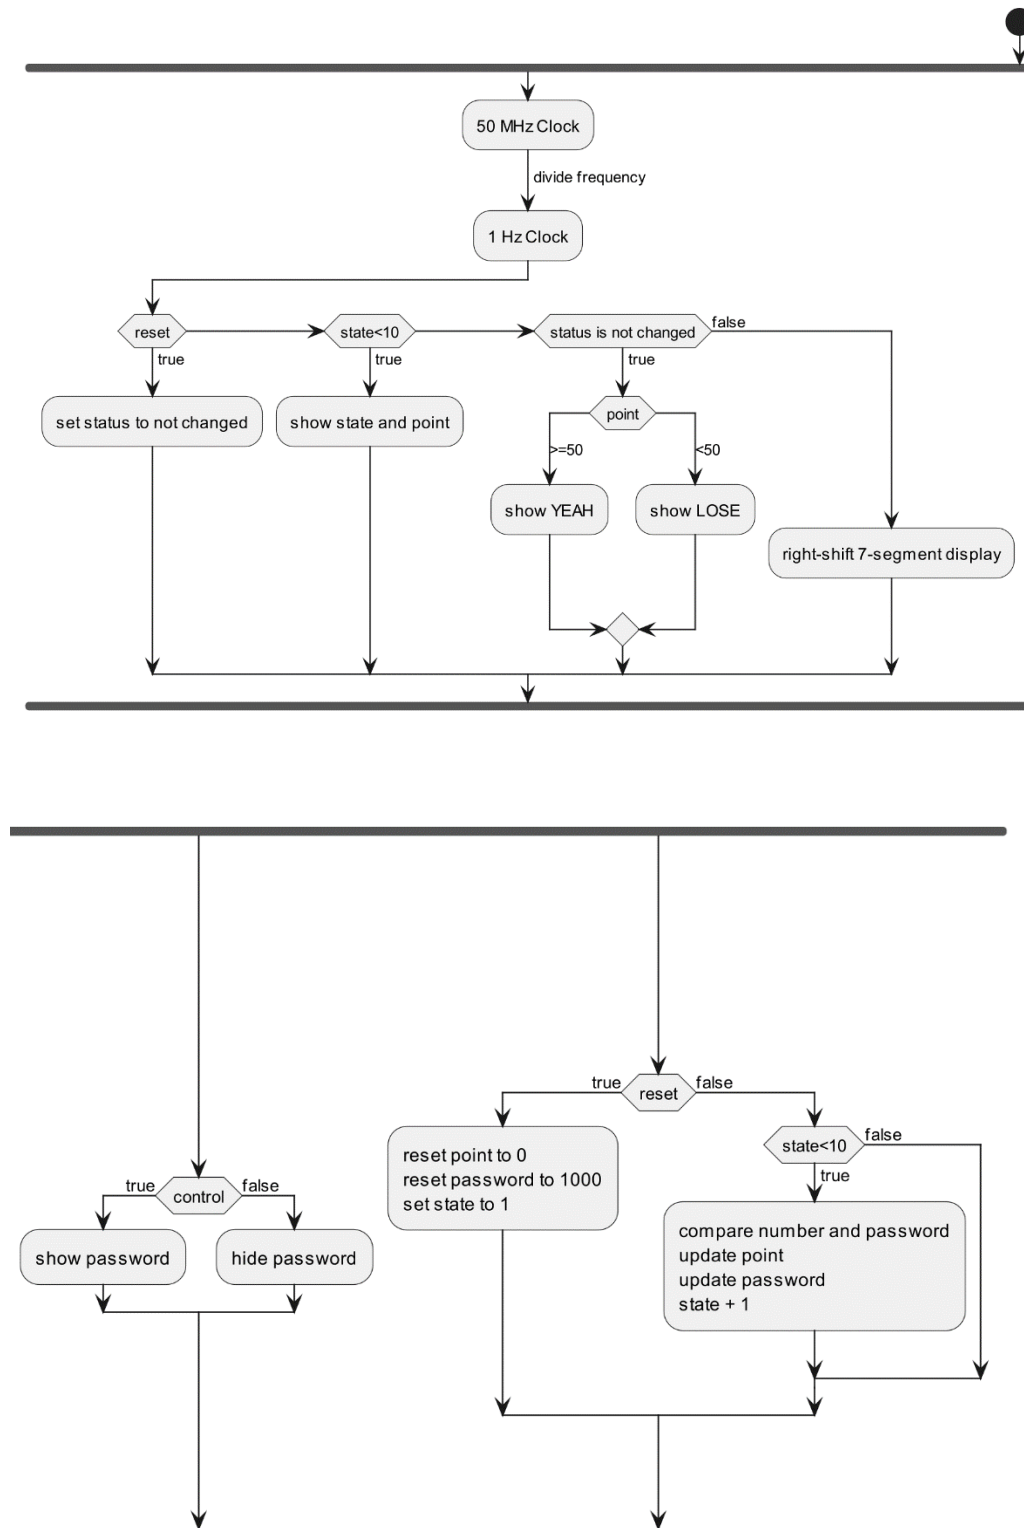 50 MHz Clock
divide frequency
1 Hz Clock
reset
state<10
status is not changed
false
true
true
true
set status to not changed
show state and point
point
>=50
<50
show YEAH
show LOSE
right-shift 7-segment display
true
reset
false
reset point to 0
reset password to 1000
set state to 1
state<10
false
true
true
control
false
compare number and password
update point
update password
state + 1
show password
hide password